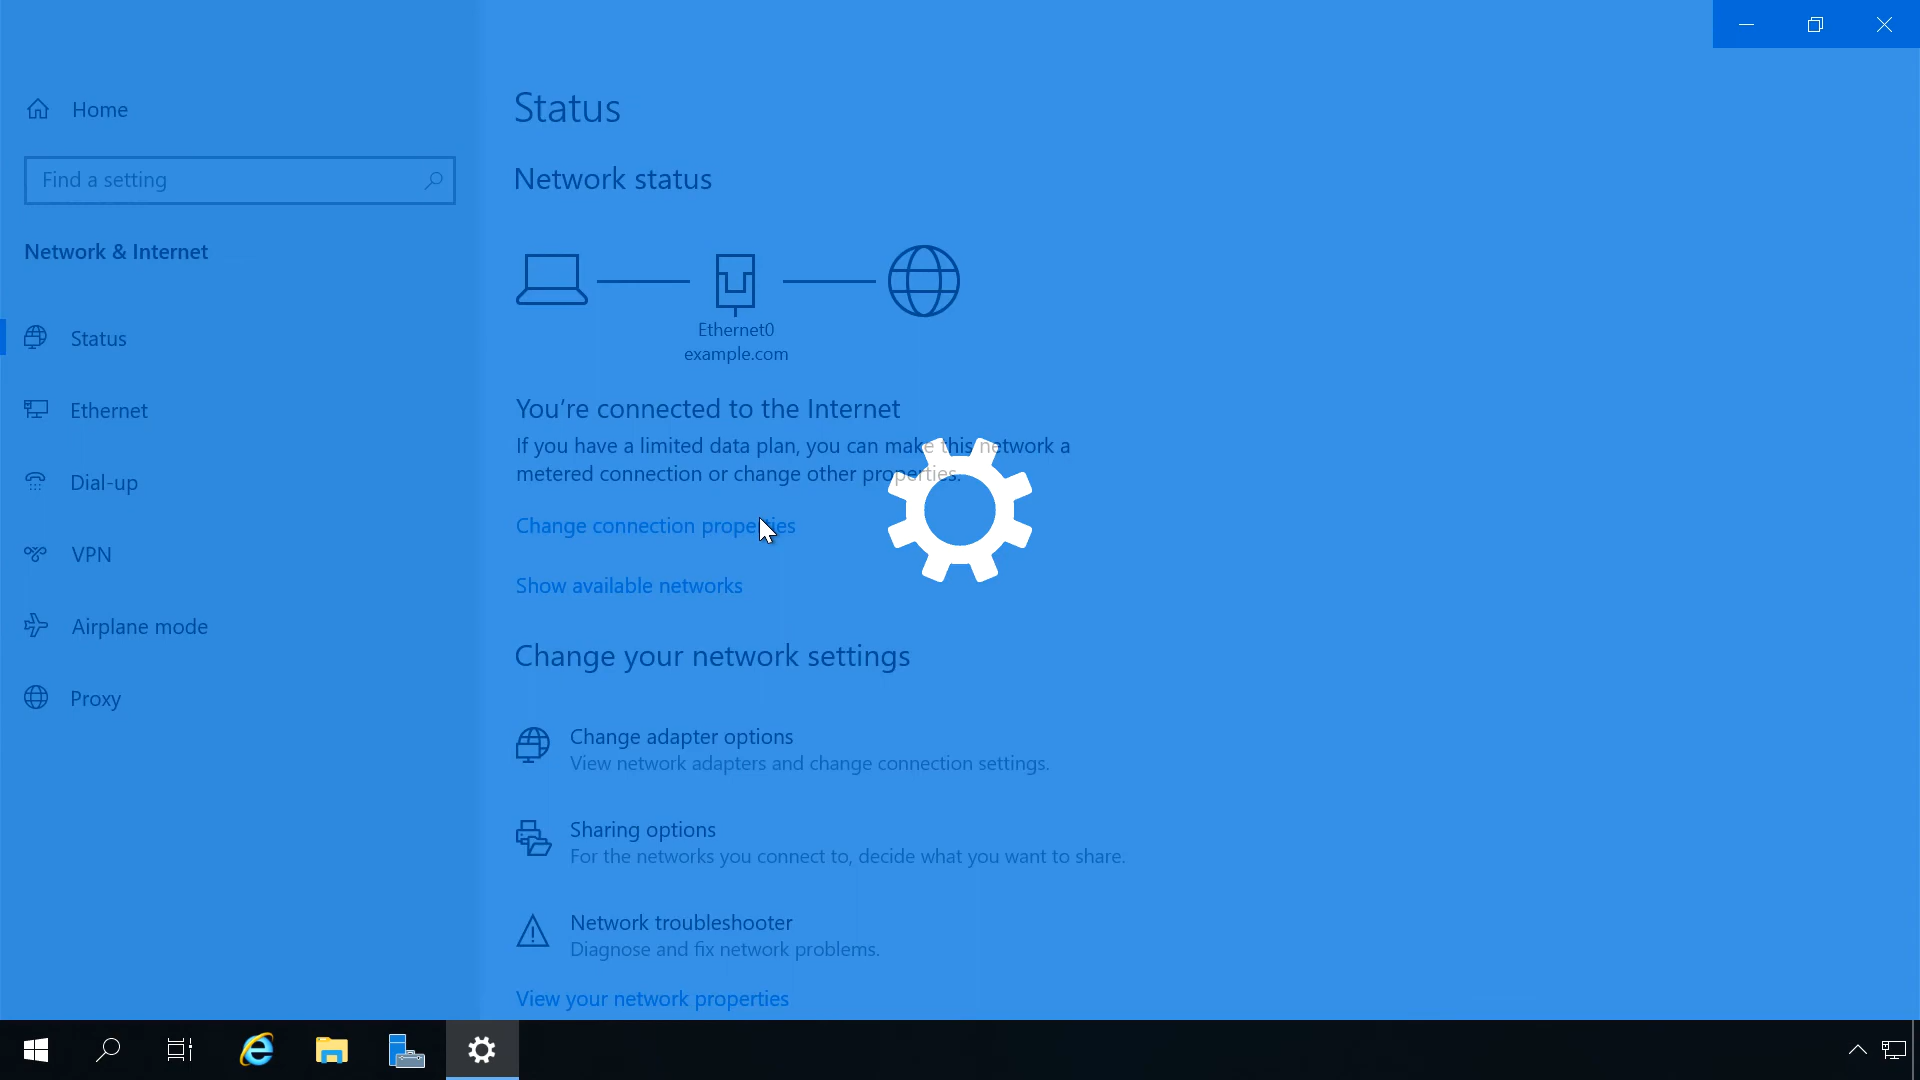 Home
Find a setting
Network & Internet
Status
Ethernet
Dial-up
VPN
Airplane mode
Proxy
Status
Network status
Ethernet0
example.com
You're connected to the Internet
If you have a limited data plan, you can make this network a
metered connection or change other properties.
Change connection properties
Show available networks
Change your network settings
Change adapter options
View network adapters and change connection settings.
Sharing options
For the networks you connect to, decide what you want to share.
Network troubleshooter
Diagnose and fix network problems.
View your network properties